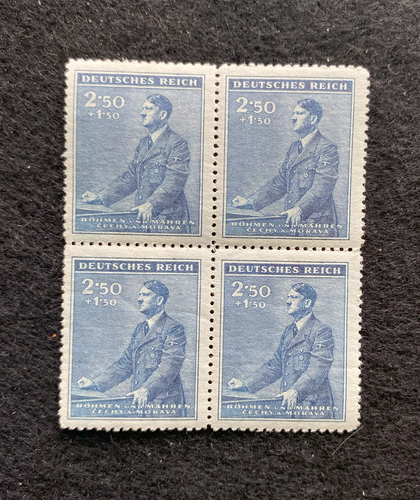 DEUTSCHES REICH
2·50
+1·50
BÖHMEN UND MÄHREN
ČECHY A MORAVA
DEUTSCHES REICH
2·50
+1·50
BÖHMEN UND MÄHREN
ČECHY A MORAVA
DEUTSCHES REICH
2·50
+1·50
BÖHMEN UND MÄHREN
ČECHY A MORAVA
DEUTSCHES REICH
2·50
+1·50
BÖHMEN UND MÄHREN
ČECHY A MORAVA